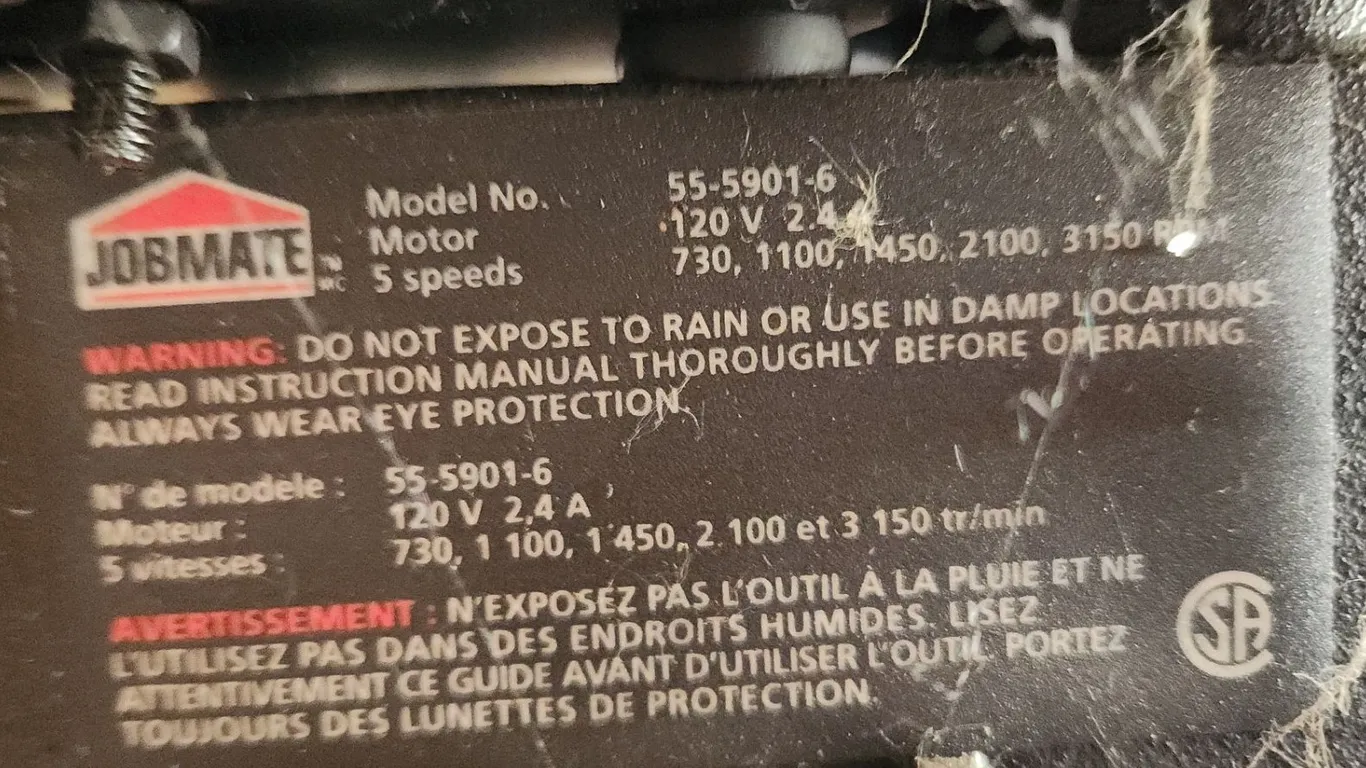 JOBMATE
TM
MC
Model No. 55-5901-6
Motor 120 V 2.4
5 speeds 730, 1100, 1450, 2100, 3150 RPM
WARNING: DO NOT EXPOSE TO RAIN OR USE IN DAMP LOCATIONS.
READ INSTRUCTION MANUAL THOROUGHLY BEFORE OPERATING.
ALWAYS WEAR EYE PROTECTION.
N° de modele : 55-5901-6
Moteur : 120 V 2,4 A
5 vitesses : 730, 1 100, 1 450, 2 100 et 3 150 tr/min
AVERTISSEMENT : N'EXPOSEZ PAS L'OUTIL À LA PLUIE ET NE
L'UTILISEZ PAS DANS DES ENDROITS HUMIDES. LISEZ
ATTENTIVEMENT CE GUIDE AVANT D'UTILISER L'OUTIL. PORTEZ
TOUJOURS DES LUNETTES DE PROTECTION.
CSA